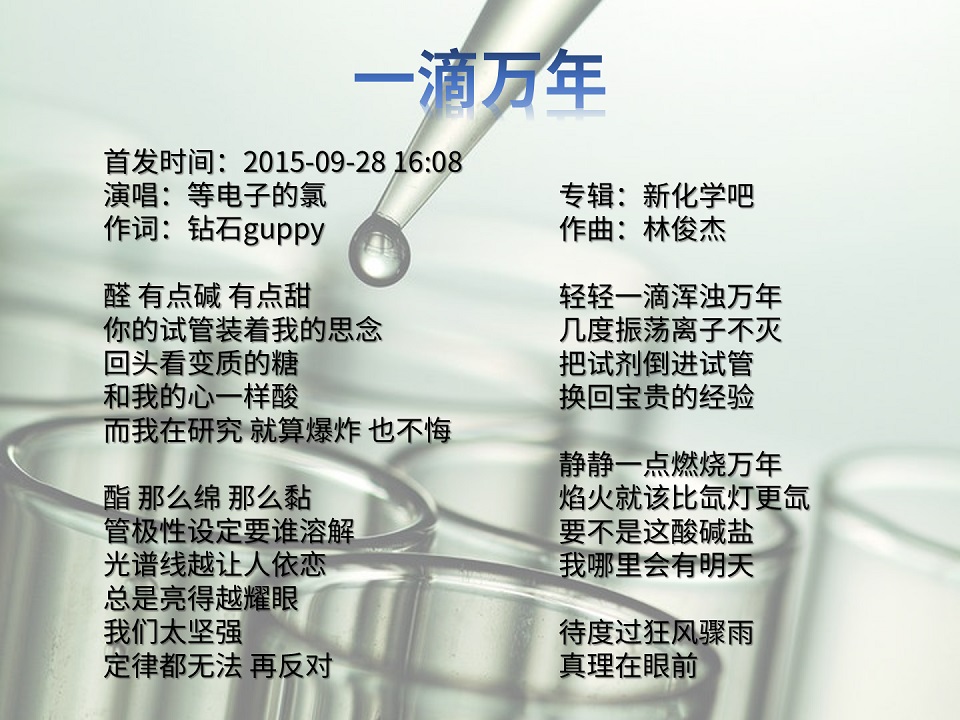 一滴万年
首发时间：2015-09-28 16:08
演唱：等电子的氯
作词：钻石guppy
专辑：新化学吧
作曲：林俊杰
醛 有点碱 有点甜
你的试管装着我的思念
回头看变质的糖
和我的心一样酸
而我在研究 就算爆炸 也不悔
酯 那么绵 那么黏
管极性设定要谁溶解
光谱线越让人依恋
总是亮得越耀眼
我们太坚强
定律都无法 再反对
轻轻一滴浑浊万年
几度振荡离子不灭
把试剂倒进试管
换回宝贵的经验
静静一点燃烧万年
焰火就该比氙灯更氙
要不是这酸碱盐
我哪里会有明天
待度过狂风骤雨
真理在眼前